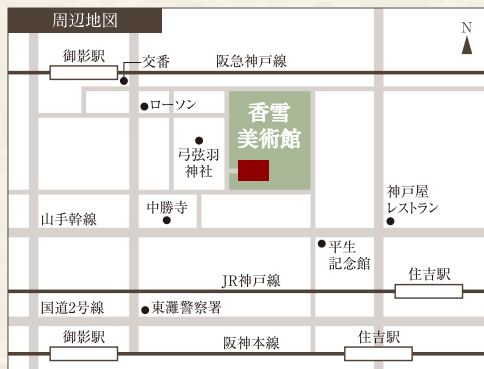 周辺地図
N
御影駅
交番
阪急神戸線
ローソン
香雪
美術館
弓弦羽
神社
中勝寺
神戸屋
レストラン
山手幹線
平生
記念館
住吉駅
JR神戸線
国道2号線
東灘警察署
御影駅
阪神本線
住吉駅